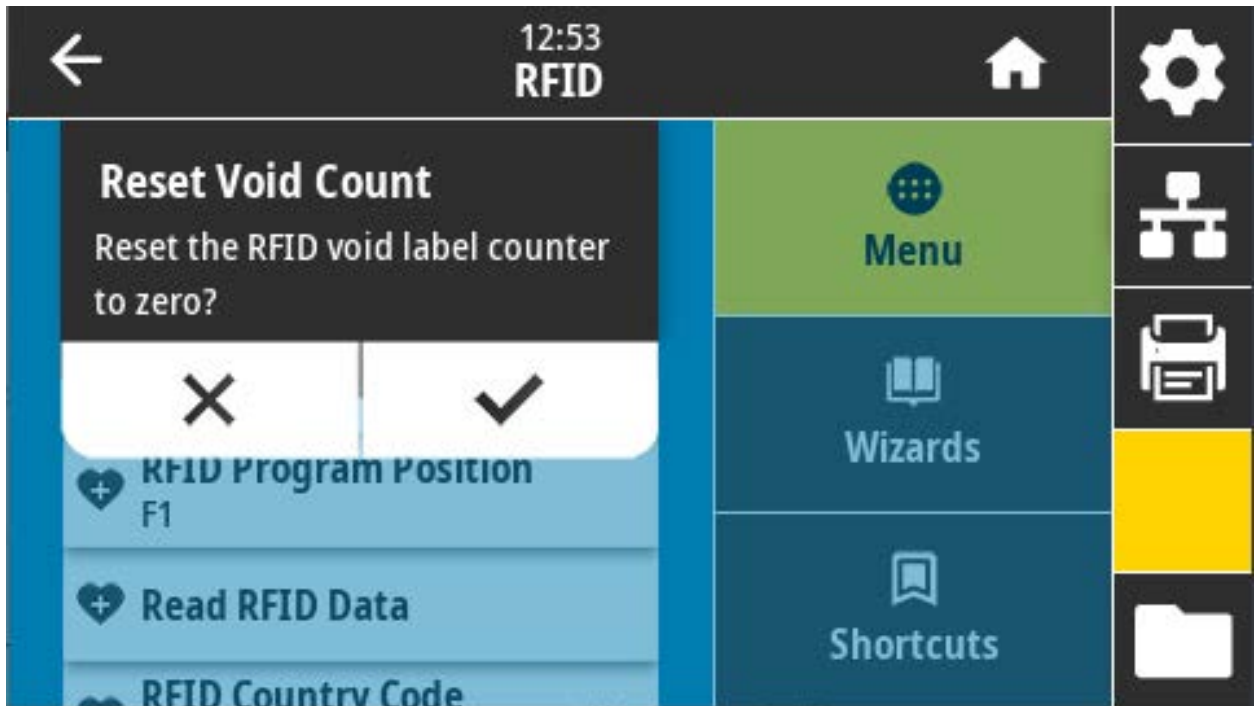 12:53
RFID
Reset Void Count
Reset the RFID void label counter
to zero?
RFID Program Position
F1
Read RFID Data
RFID Country Code
Menu
Wizards
Shortcuts